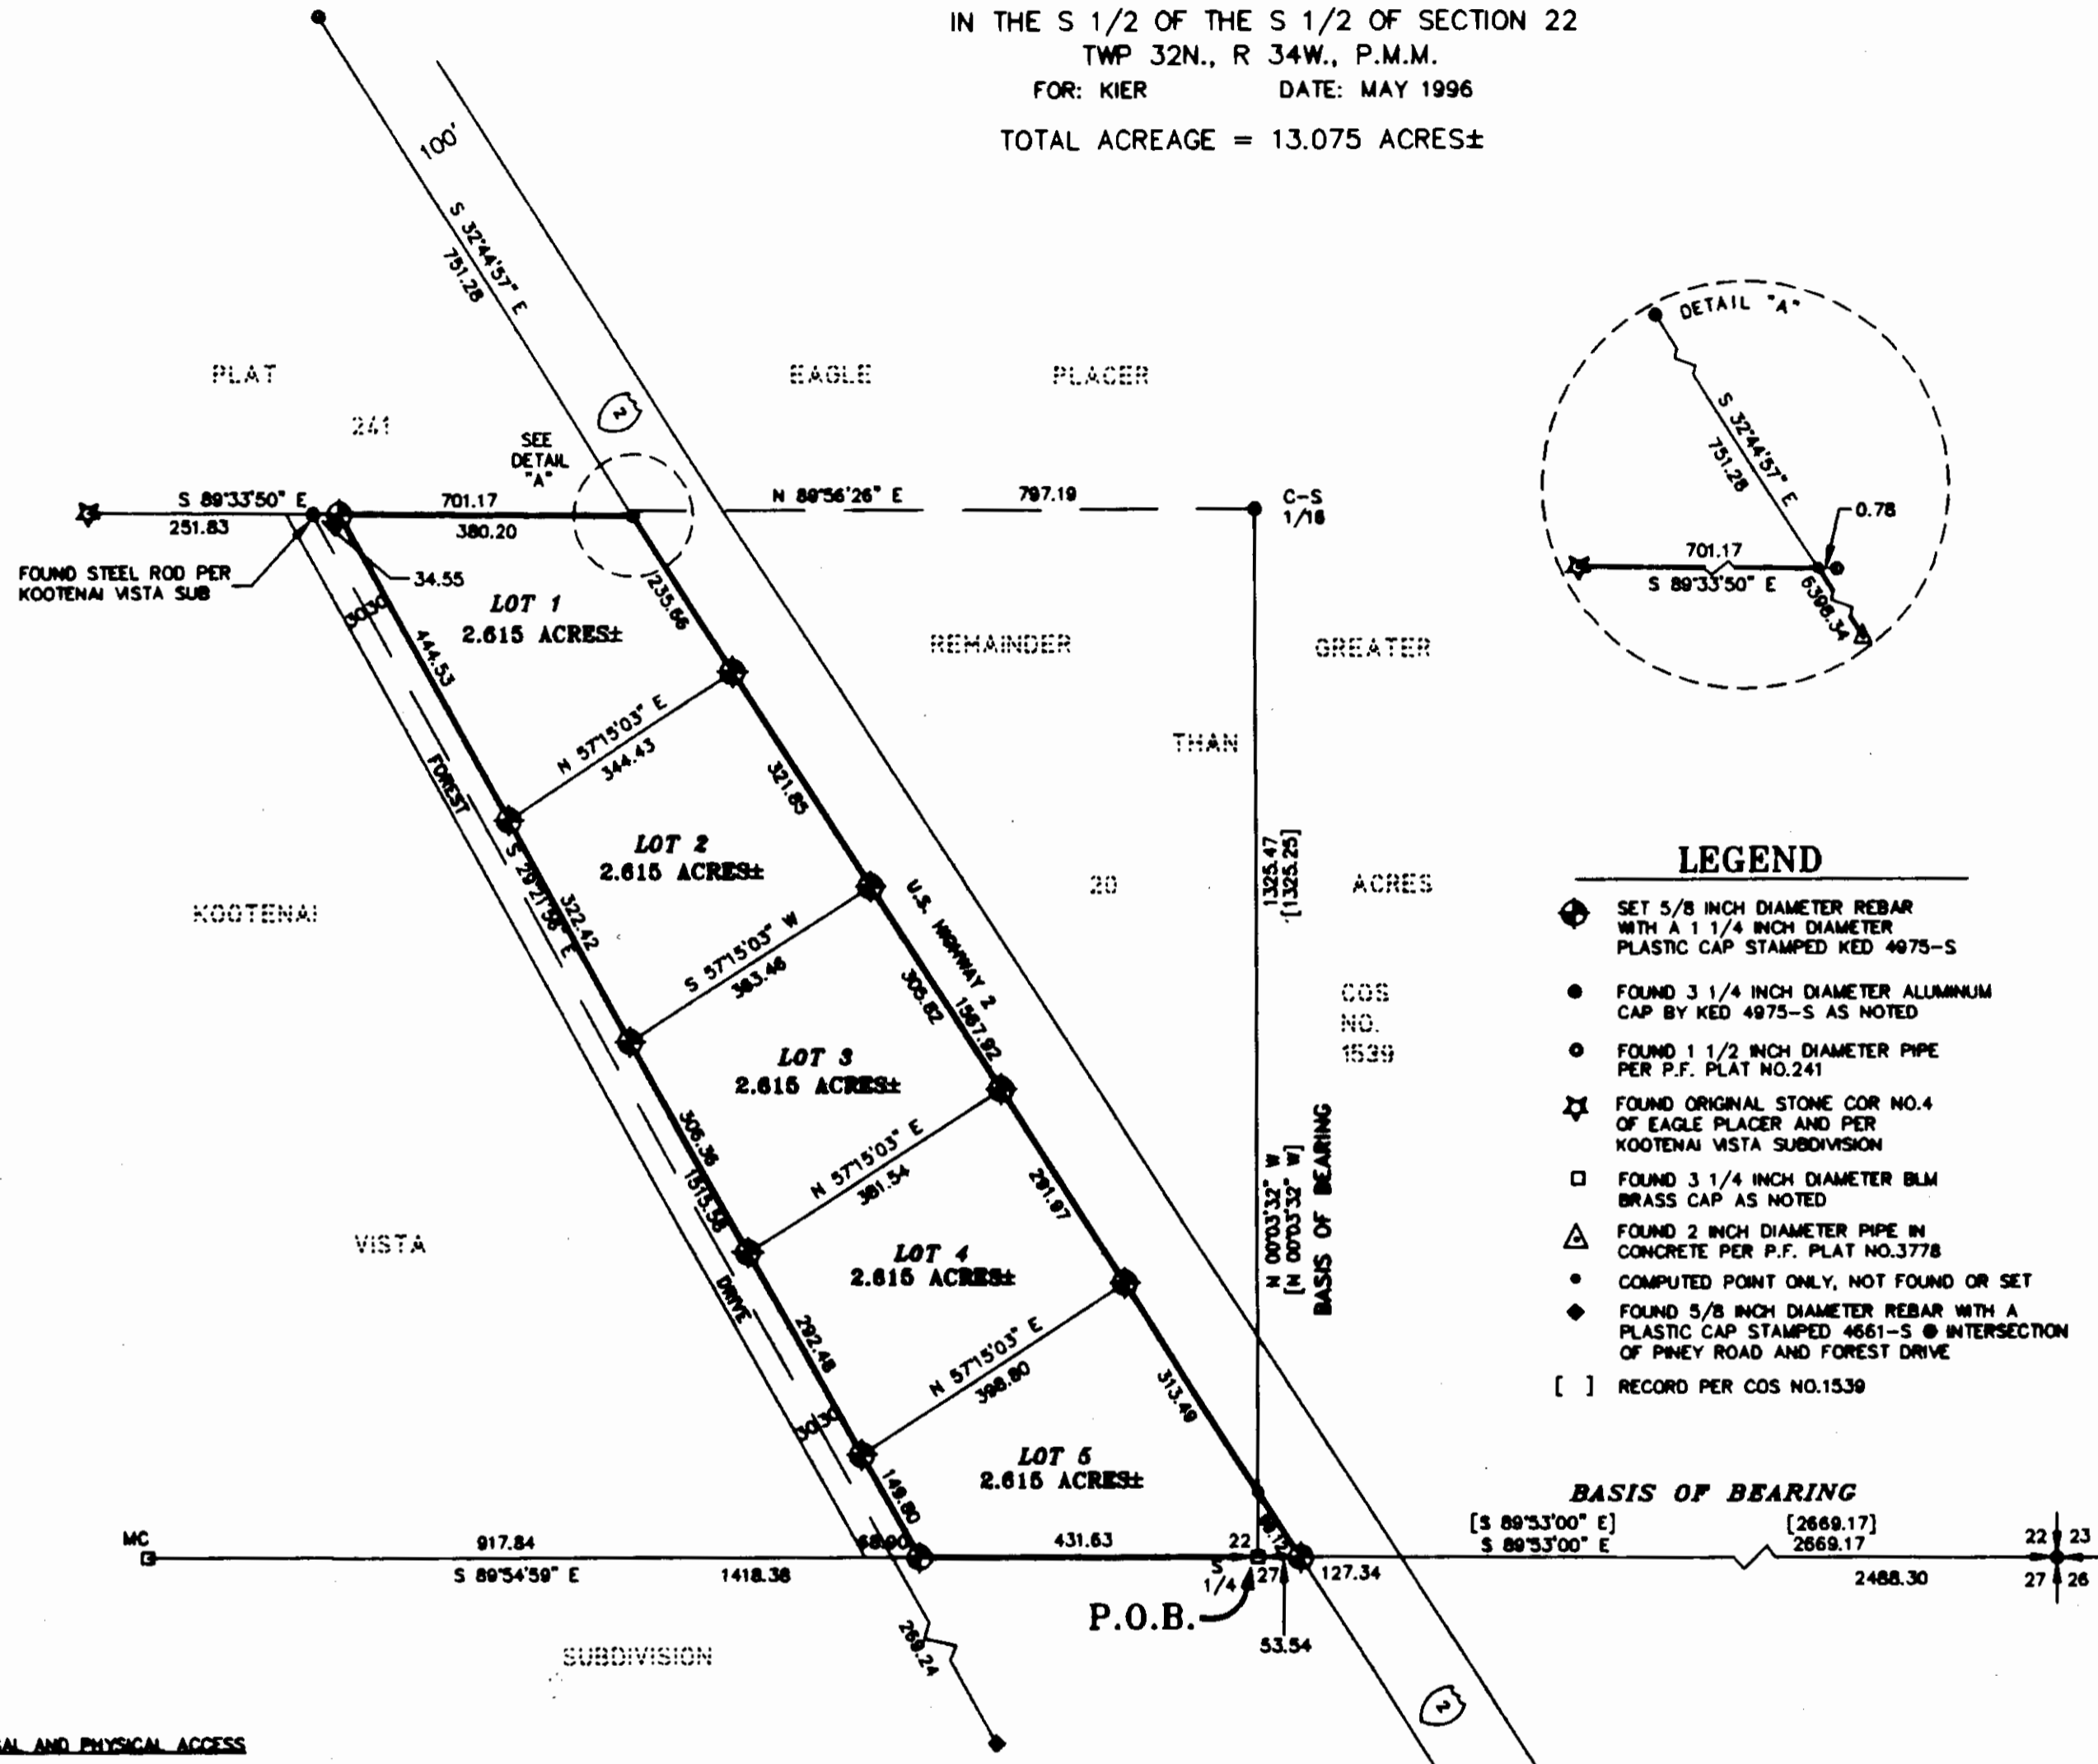 IN THE S 1/2 OF THE S 1/2 OF SECTION 22
TWP 32N., R 34W., P.M.M.
FOR: KIER DATE: MAY 1996
TOTAL ACREAGE = 13.075 ACRES±
100'
S 32°44'57" E
751.28
PLAT
241
EAGLE PLACER
2
SEE
DETAIL
"A"
S 89°33'50" E
251.83
701.17
380.20
N 89°56'26" E
797.19
C-S
1/16
FOUND STEEL ROD PER
KOOTENAI VISTA SUB
34.55
3030
444.53
LOT 1
2.615 ACRES±
235.66
REMAINDER GREATER
THAN
20 ACRES
COS
NO.
1539
N 57°15'03" E
344.43
FOREST
321.85
LOT 2
2.615 ACRES±
S 29°21'58" E
322.42
KOOTENAI
U.S. HIGHWAY 2
S 57°15'03" W
363.46
305.82
1567.92
LOT 3
2.615 ACRES±
306.36
1515.58
N 57°15'03" E
381.54
291.97
VISTA
DRIVE
LOT 4
2.615 ACRES±
292.48
3030
N 57°15'03" E
398.80
313.49
LOT 5
2.615 ACRES±
149.80
1325.47
[1325.25]
N 00°03'32" W
[N 00°03'32" W]
BASIS OF BEARING
MC
917.84
68.90
431.63
22
S 89°54'59" E
1418.38
S
1/4
27
127.34
P.O.B.
53.54
269.24
SUBDIVISION
2
BASIS OF BEARING
[S 89°53'00" E] [2669.17]
S 89°53'00" E 2669.17
2488.30
22 23
27 26
DETAIL "A"
S 32°44'57" E
751.28
0.78
701.17
S 89°33'50" E
6396.34
LEGEND
SET 5/8 INCH DIAMETER REBAR
WITH A 1 1/4 INCH DIAMETER
PLASTIC CAP STAMPED KED 4975-S
FOUND 3 1/4 INCH DIAMETER ALUMINUM
CAP BY KED 4975-S AS NOTED
FOUND 1 1/2 INCH DIAMETER PIPE
PER P.F. PLAT NO.241
FOUND ORIGINAL STONE COR NO.4
OF EAGLE PLACER AND PER
KOOTENAI VISTA SUBDIVISION
FOUND 3 1/4 INCH DIAMETER BLM
BRASS CAP AS NOTED
FOUND 2 INCH DIAMETER PIPE IN
CONCRETE PER P.F. PLAT NO.3778
COMPUTED POINT ONLY, NOT FOUND OR SET
FOUND 5/8 INCH DIAMETER REBAR WITH A
PLASTIC CAP STAMPED 4661-S @ INTERSECTION
OF PINEY ROAD AND FOREST DRIVE
[ ] RECORD PER COS NO.1539
AND PHYSICAL ACCESS